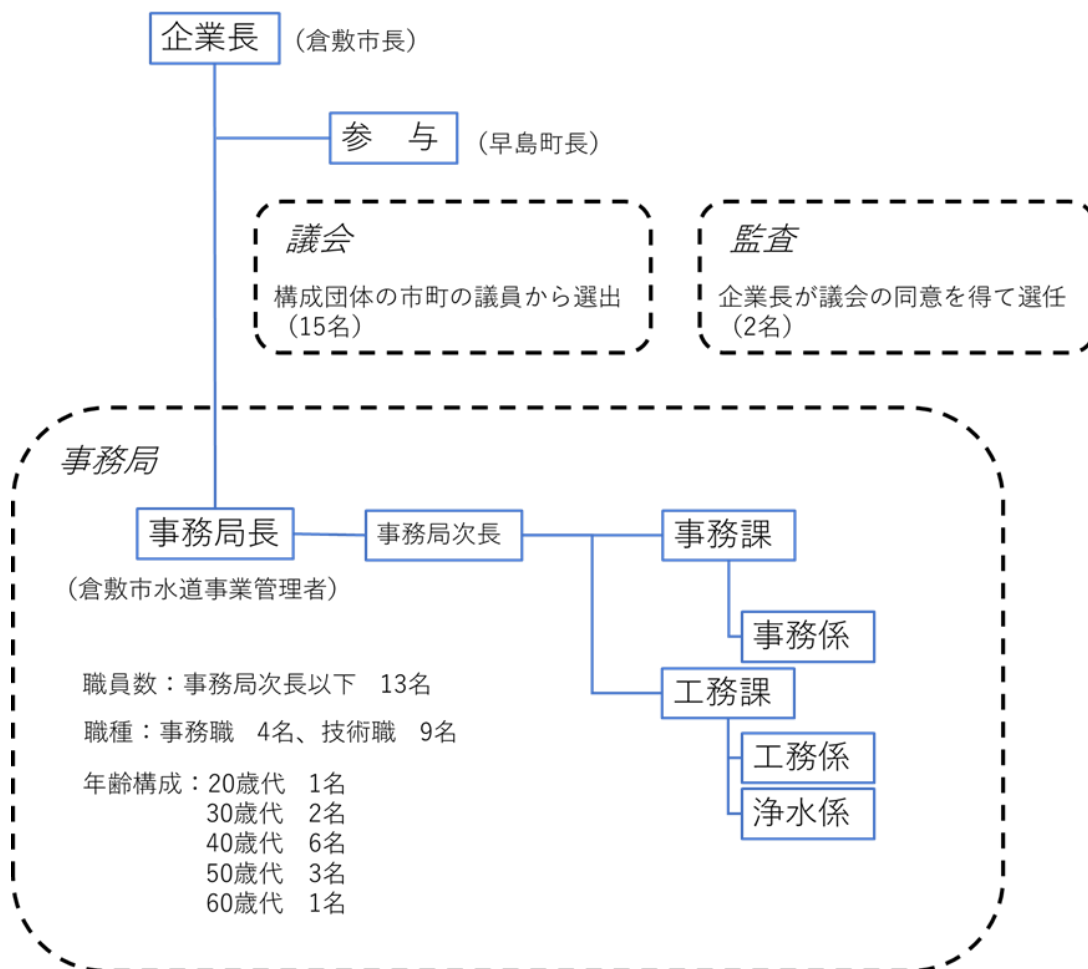 企業長 (倉敷市長)
参　与 (早島町長)
議会
構成団体の市町の議員から選出
(15名)
監査
企業長が議会の同意を得て選任
(2名)
事務局
事務局長
(倉敷市水道事業管理者)
事務局次長
事務課
事務係
工務課
工務係
浄水係
職員数：事務局次長以下　13名
職種：事務職　4名、技術職　9名
年齢構成：20歳代　1名
30歳代　2名
40歳代　6名
50歳代　3名
60歳代　1名